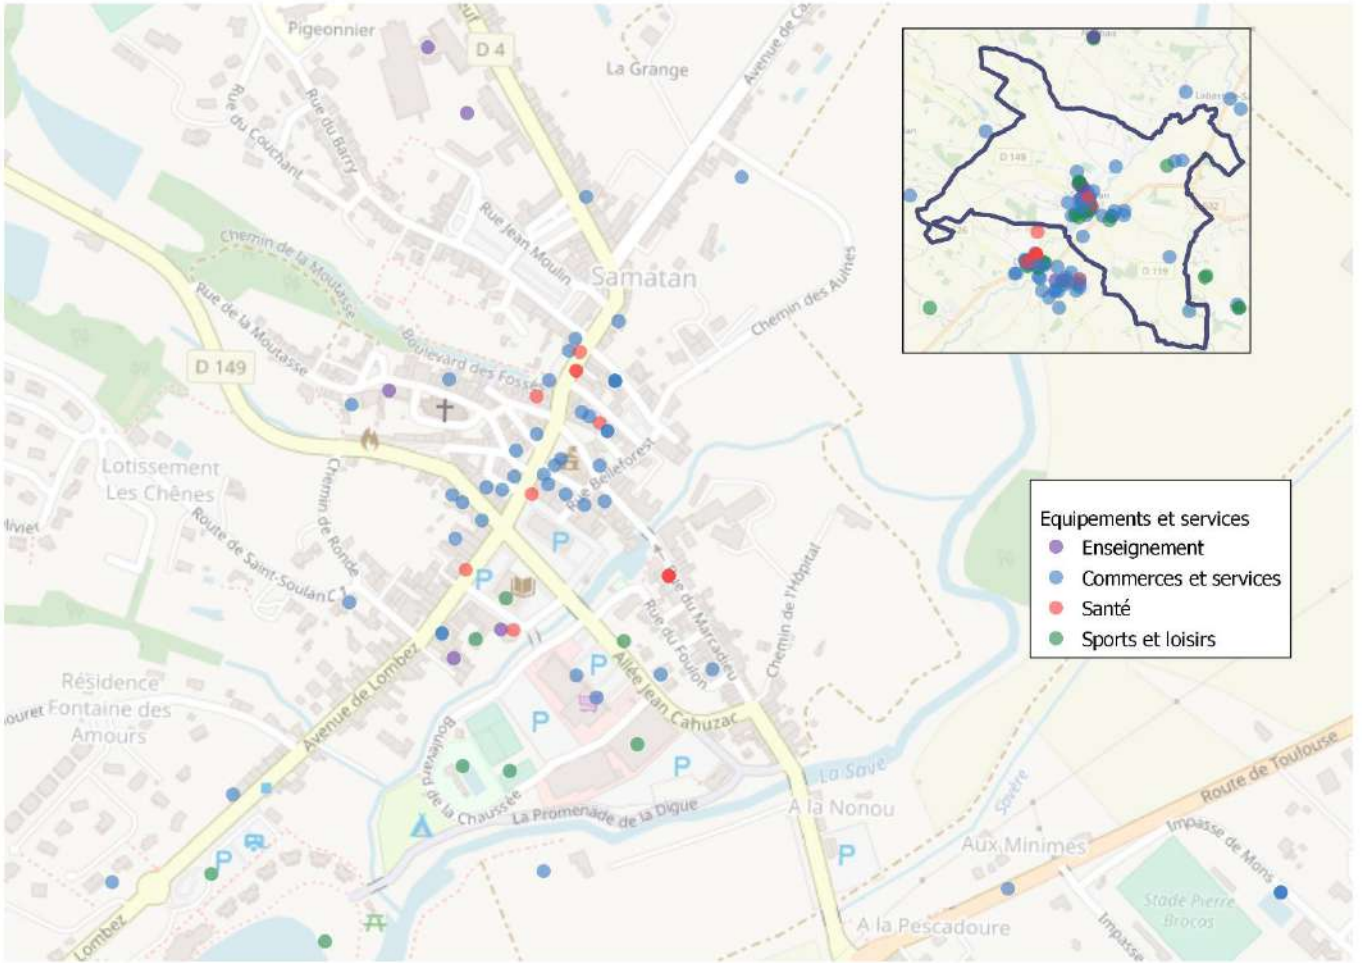 Pigeonnier
D 4
Avenue de Ca
La Grange
Rue du Couchant
Rue du Barry
Rue Jean Moulin
Chemin de la Moutasse
Samatan
Chemin des Aulnes
Rue de la Moutasse
Boulevard des Fossés
D 149
Lotissement
Les Chênes
Chemin de Ronde
Rue Belleforest
Route de Saint-Soulan
P
P
Rue du Marcadieu
Chemin de l'Hôpital
Rue du Foulon
P
Allée Jean Cahuzac
Résidence
Fontaine des
Amours
ouret
Avenue de Lombez
P
P
Boulevard de la Chaussée
La Promenade de la Digue
La Save
A la Nonou
Savère
Route de Toulouse
Impasse de Mons
Aux Minimes
P
P
Lombez
A la Pescadoure
Stade Pierre
Brocas
Impasse
D 149
D 119
632
Equipements et services
Enseignement
Commerces et services
Santé
Sports et loisirs